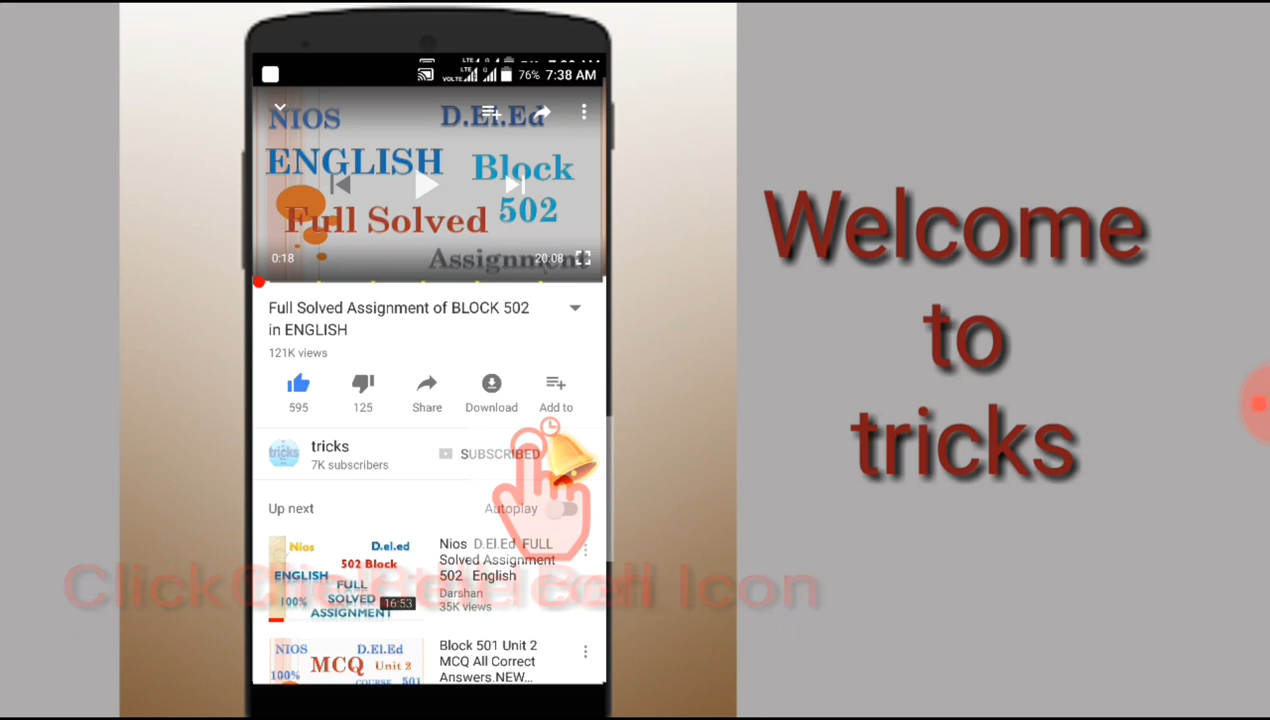 LTE
VOLTE
76% 7:38 AM
NIOS D.El.Ed
ENGLISH Block
Full Solved 502
Assignment
0:18 20:08
Full Solved Assignment of BLOCK 502
in ENGLISH
121K views
595 125 Share Download Add to
tricks
tricks
7K subscribers
SUBSCRIBED
Up next Autoplay
Nios D.el.ed
502 Block
ENGLISH
FULL
100% SOLVED
16:53
ASSIGNMENT
Nios D.El.Ed FULL
Solved Assignment
502 English
Darshan
35K views
NIOS D.El.Ed
MCQ Unit 2
100% COURSE 501
Block 501 Unit 2
MCQ All Correct
Answers.NEW...
Click Bell Icon
Welcome
to
tricks